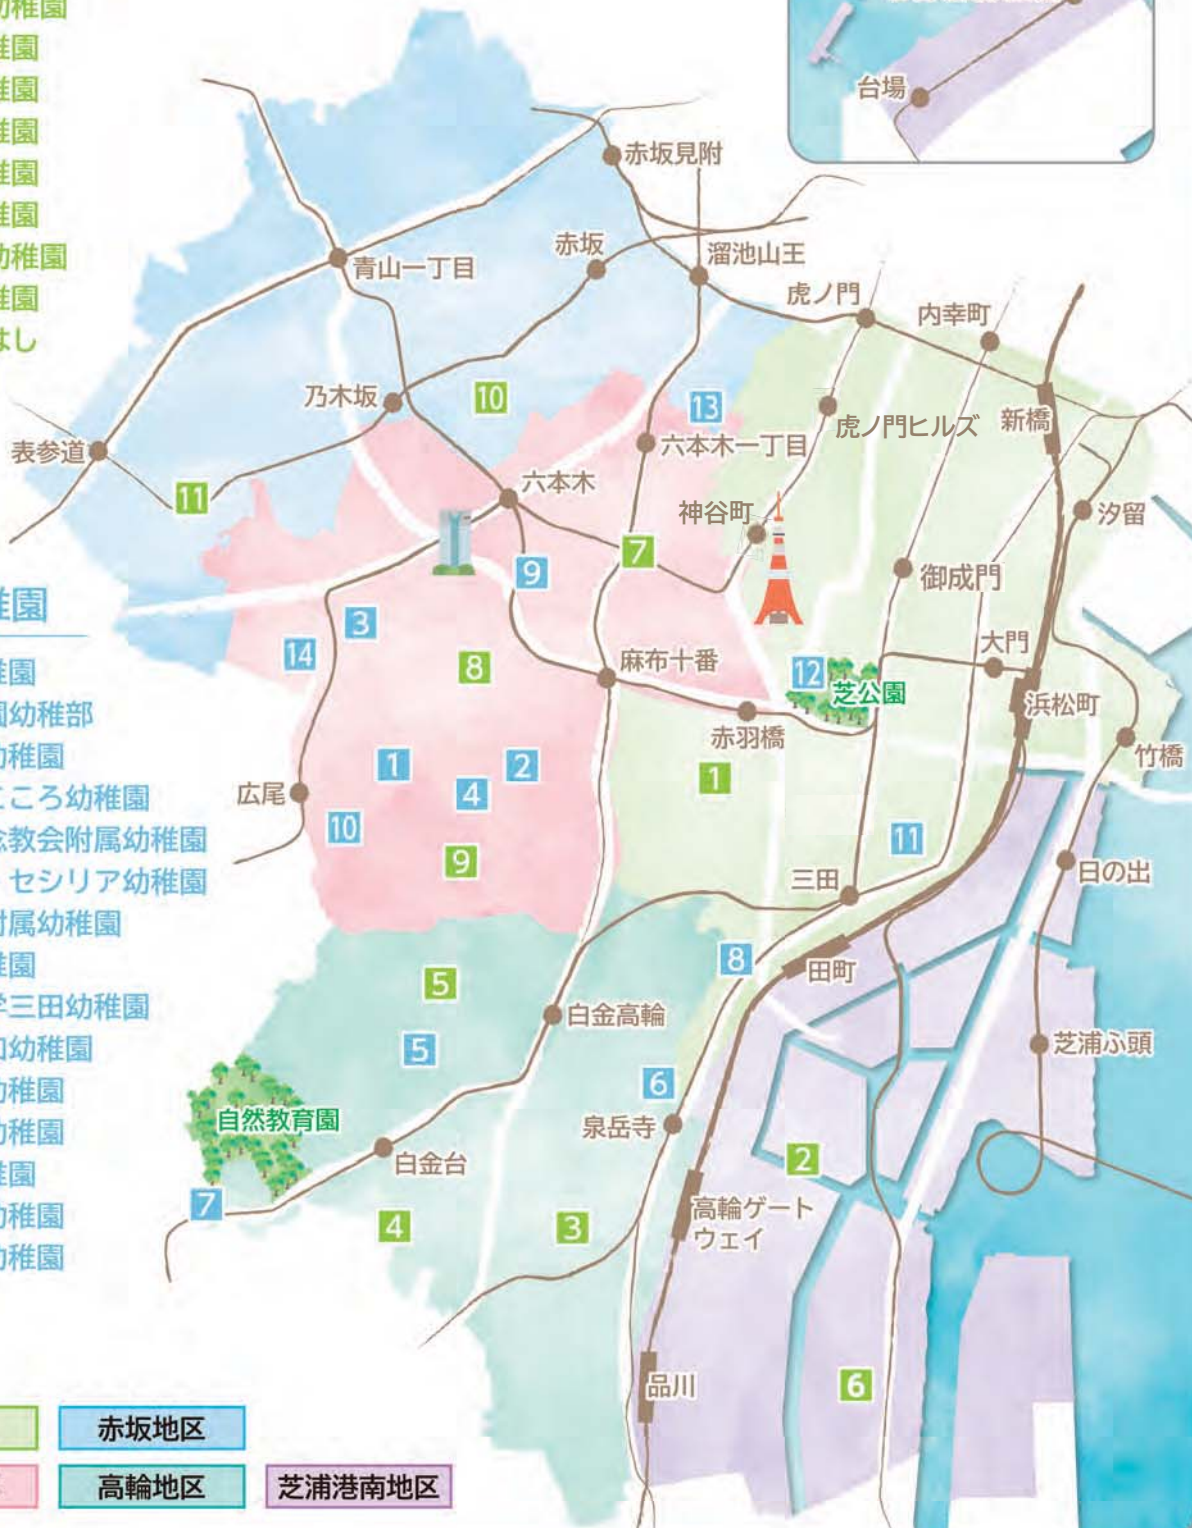 幼稚園
稚園
稚園
稚園
稚園
稚園
幼稚園
稚園
はし
台場
赤坂見附
赤坂
溜池山王
青山一丁目
虎ノ門
内幸町
乃木坂
10
13
虎ノ門ヒルズ
新橋
表参道
六本木一丁目
11
六本木
神谷町
汐留
7
9
御成門
稚園
3
14
8
麻布十番
12
芝公園
大門
浜松町
赤羽橋
竹橋
稚園
園幼稚部
幼稚園
こころ幼稚園
念教会附属幼稚園
・セシリア幼稚園
附属幼稚園
稚園
学三田幼稚園
和幼稚園
幼稚園
幼稚園
稚園
幼稚園
幼稚園
1
2
4
1
広尾
10
9
11
三田
日の出
8
田町
5
白金高輪
5
芝浦ふ頭
6
泉岳寺
自然教育園
白金台
2
7
4
3
高輪ゲート
ウェイ
品川
6
赤坂地区
高輪地区
芝浦港南地区